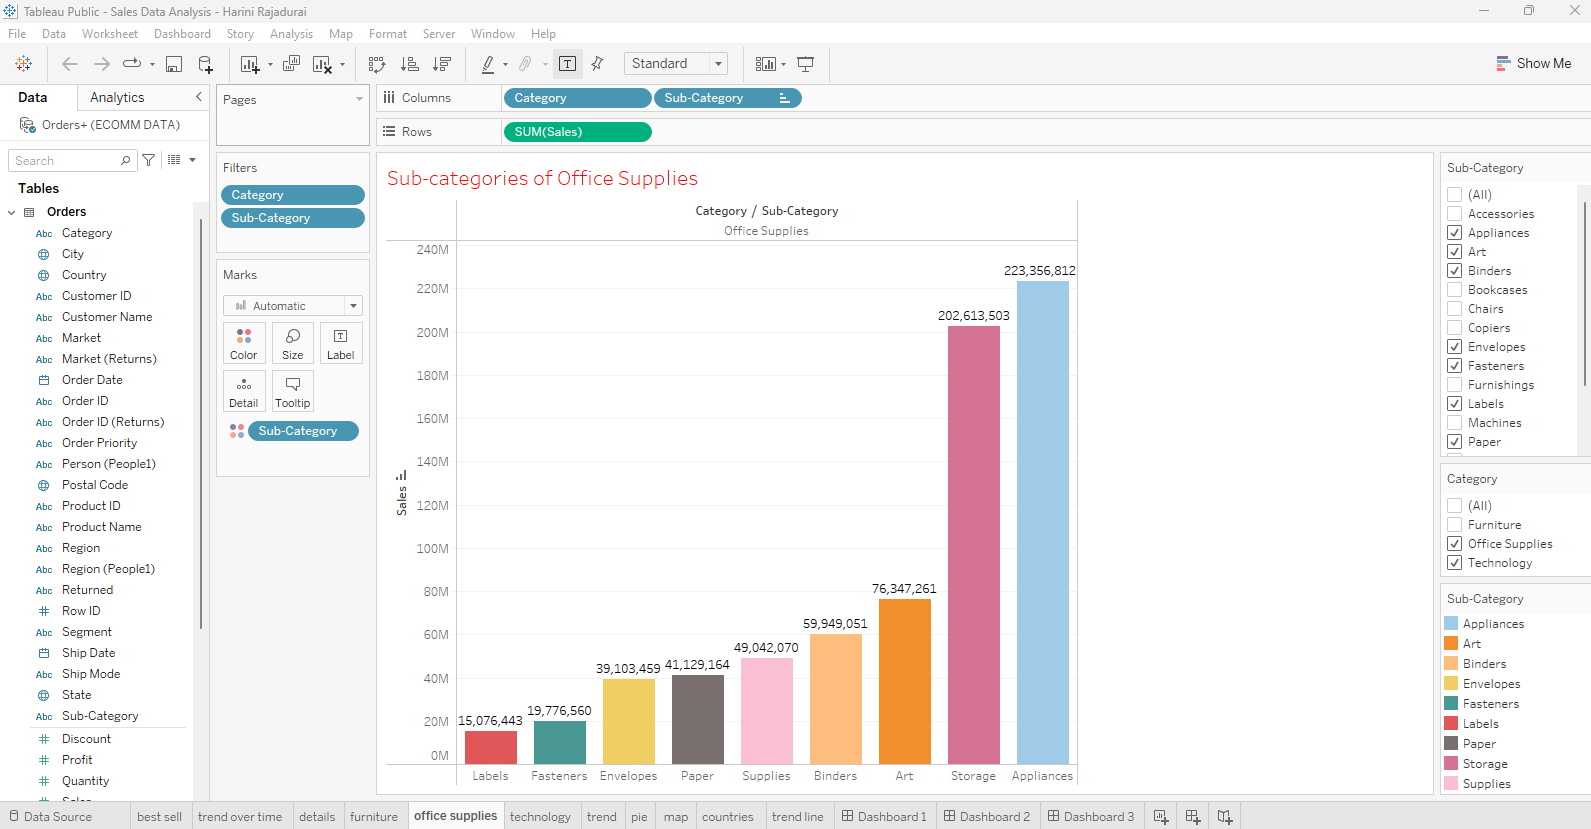 Tableau Public - Sales Data Analysis - Harini Rajadurai
File Data Worksheet Dashboard Story Analysis Map Format Server Window Help
Standard
Show Me
Data Analytics
Orders+ (ECOMM DATA)
Search
Tables
Orders
Abc Category
City
Country
Abc Customer ID
Abc Customer Name
Abc Market
Abc Market (Returns)
Order Date
Abc Order ID
Abc Order ID (Returns)
Abc Order Priority
Abc Person (People1)
Postal Code
Abc Product ID
Abc Product Name
Abc Region
Abc Region (People1)
Abc Returned
Row ID
Abc Segment
Ship Date
Abc Ship Mode
State
Abc Sub-Category
Discount
Profit
Quantity
Pages
Filters
Category
Sub-Category
Marks
Automatic
Color Size Label
Detail Tooltip
Sub-Category
Columns Category Sub-Category
Rows SUM(Sales)
Sub-categories of Office Supplies
Category / Sub-Category
Office Supplies
240M
220M
200M
180M
160M
140M
120M
100M
80M
60M
40M
20M
0M
Sales
15,076,443
19,776,560
39,103,459
41,129,164
49,042,070
59,949,051
76,347,261
202,613,503
223,356,812
Labels Fasteners Envelopes Paper Supplies Binders Art Storage Appliances
Sub-Category
(All)
Accessories
Appliances
Art
Binders
Bookcases
Chairs
Copiers
Envelopes
Fasteners
Furnishings
Labels
Machines
Paper
Category
(All)
Furniture
Office Supplies
Technology
Sub-Category
Appliances
Art
Binders
Envelopes
Fasteners
Labels
Paper
Storage
Supplies
Data Source best sell trend over time details furniture office supplies technology trend pie map countries trend line Dashboard 1 Dashboard 2 Dashboard 3